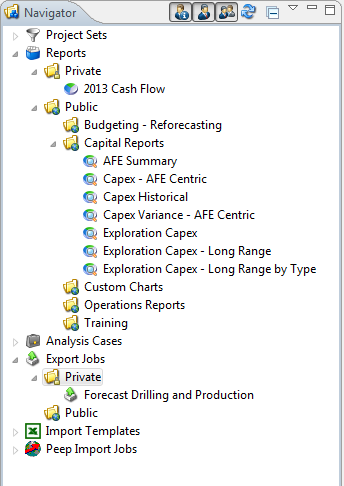 Navigator
Project Sets
Reports
Private
2013 Cash Flow
Public
Budgeting - Reforecasting
Capital Reports
AFE Summary
Capex - AFE Centric
Capex Historical
Capex Variance - AFE Centric
Exploration Capex
Exploration Capex - Long Range
Exploration Capex - Long Range by Type
Custom Charts
Operations Reports
Training
Analysis Cases
Export Jobs
Private
Forecast Drilling and Production
Public
Import Templates
Peep Import Jobs